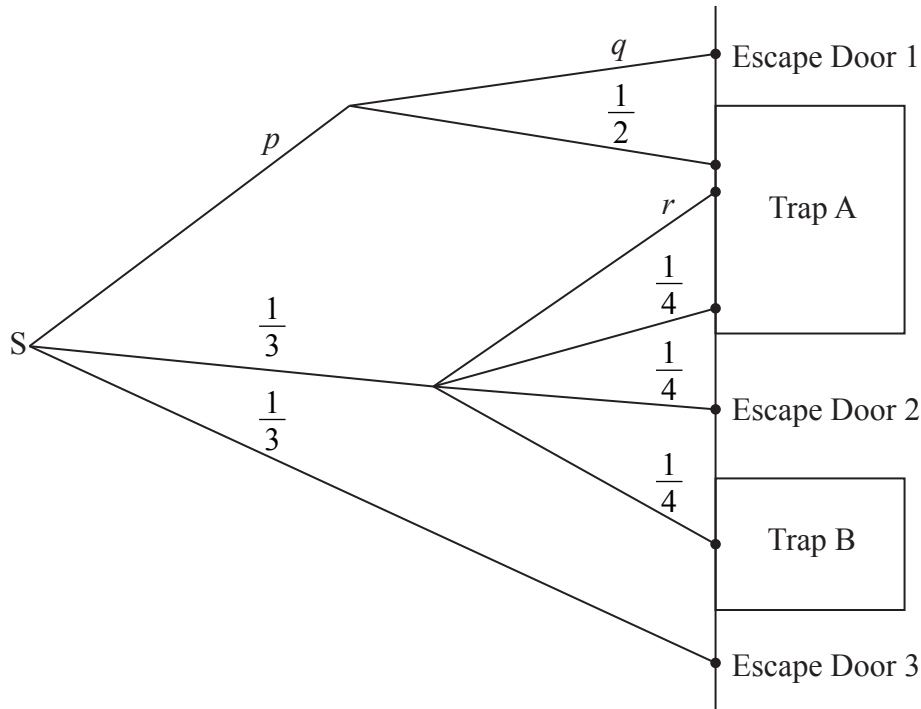 q
Escape Door 1
1/2
p
r
Trap A
1/4
1/3
S
1/4
Escape Door 2
1/3
1/4
Trap B
Escape Door 3